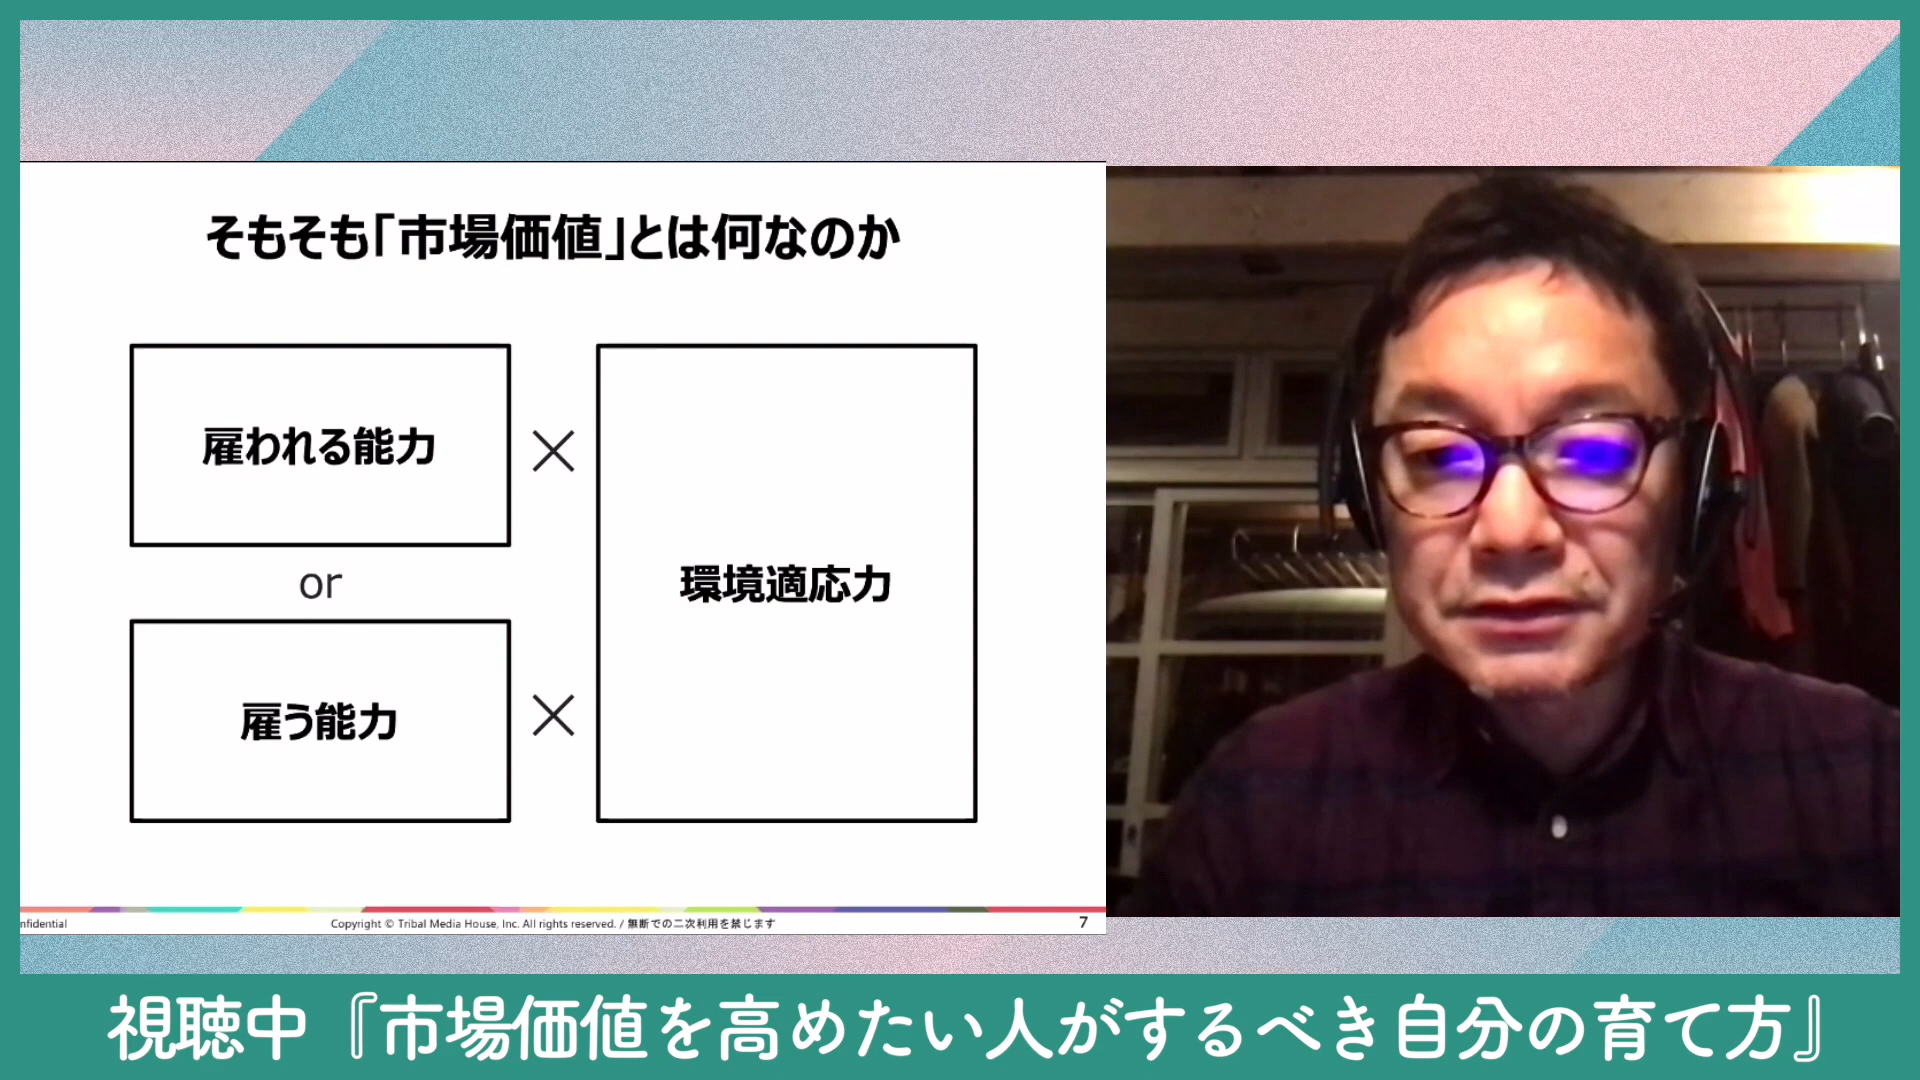 そもそも「市場価値」とは何なのか
雇われる能力
×
or
環境適応力
雇う能力
×
nfidential
Copyright © Tribal Media House, Inc. All rights reserved. / 無断での二次利用を禁じます
7
視聴中『市場価値を高めたい人がするべき自分の育て方』